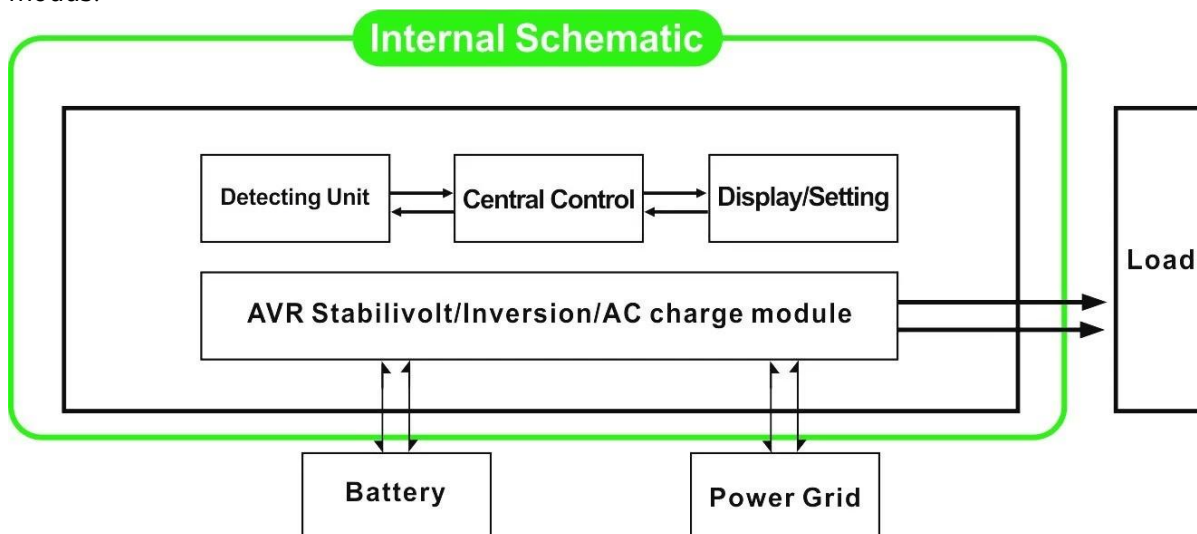 Internal Schematic
Detecting Unit
Central Control
Display/Setting
Load
AVR Stabilivolt/Inversion/AC charge module
Battery
Power Grid